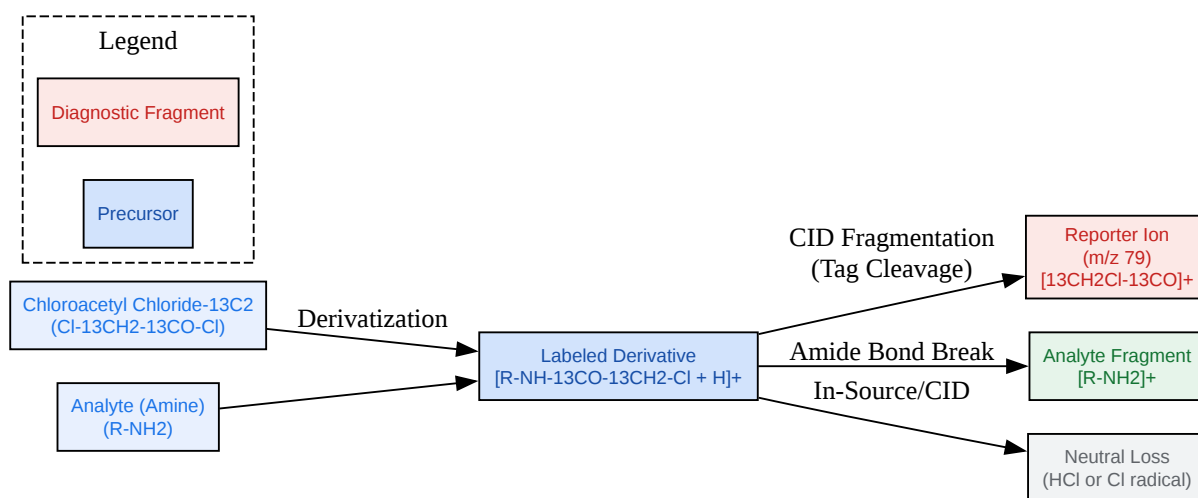 Legend
Diagnostic Fragment
Precursor
Chloroacetyl Chloride-13C2
(Cl-13CH2-13CO-Cl)
Analyte (Amine)
(R-NH2)
Derivatization
Labeled Derivative
[R-NH-13CO-13CH2-Cl + H]+
CID Fragmentation
(Tag Cleavage)
Amide Bond Break
In-Source/CID
Reporter Ion
(m/z 79)
[13CH2Cl-13CO]+
Analyte Fragment
[R-NH2]+
Neutral Loss
(HCl or Cl radical)